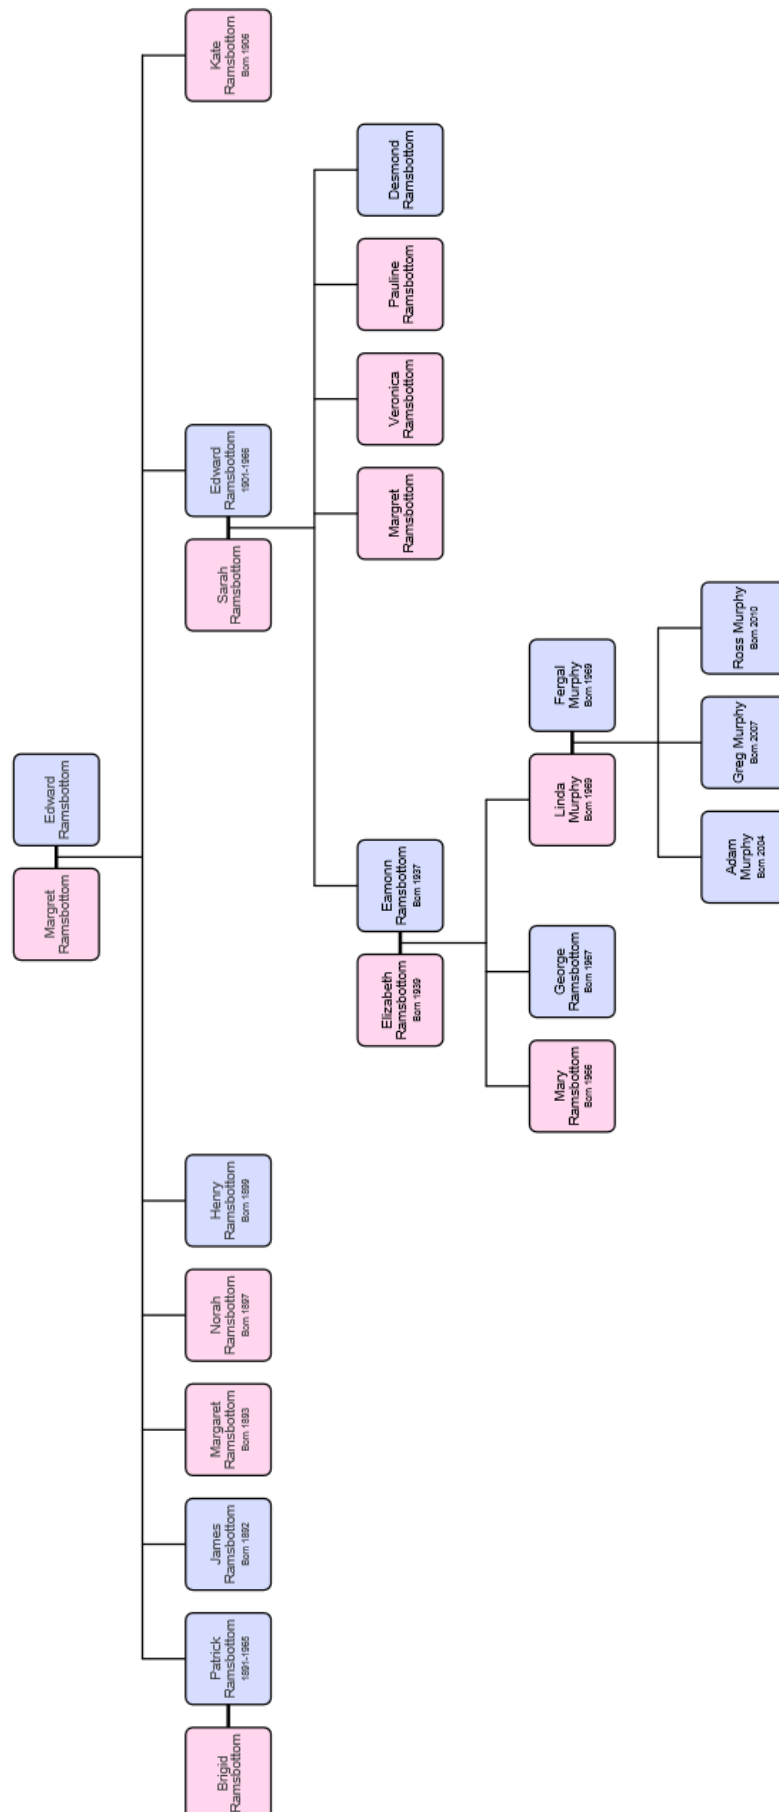 Margret
Ramsbottom
Edward
Ramsbottom
Brigid
Ramsbottom
Patrick
Ramsbottom
1891-1965
James
Ramsbottom
Born 1892
Margaret
Ramsbottom
Born 1893
Norah
Ramsbottom
Born 1897
Henry
Ramsbottom
Born 1899
Sarah
Ramsbottom
Edward
Ramsbottom
1901-1966
Kate
Ramsbottom
Born 1906
Elizabeth
Ramsbottom
Born 1939
Eamonn
Ramsbottom
Born 1937
Margret
Ramsbottom
Veronica
Ramsbottom
Pauline
Ramsbottom
Desmond
Ramsbottom
Mary
Ramsbottom
Born 1966
George
Ramsbottom
Born 1967
Linda
Murphy
Born 1969
Fergal
Murphy
Born 1969
Adam
Murphy
Born 2004
Greg Murphy
Born 2007
Ross Murphy
Born 2010